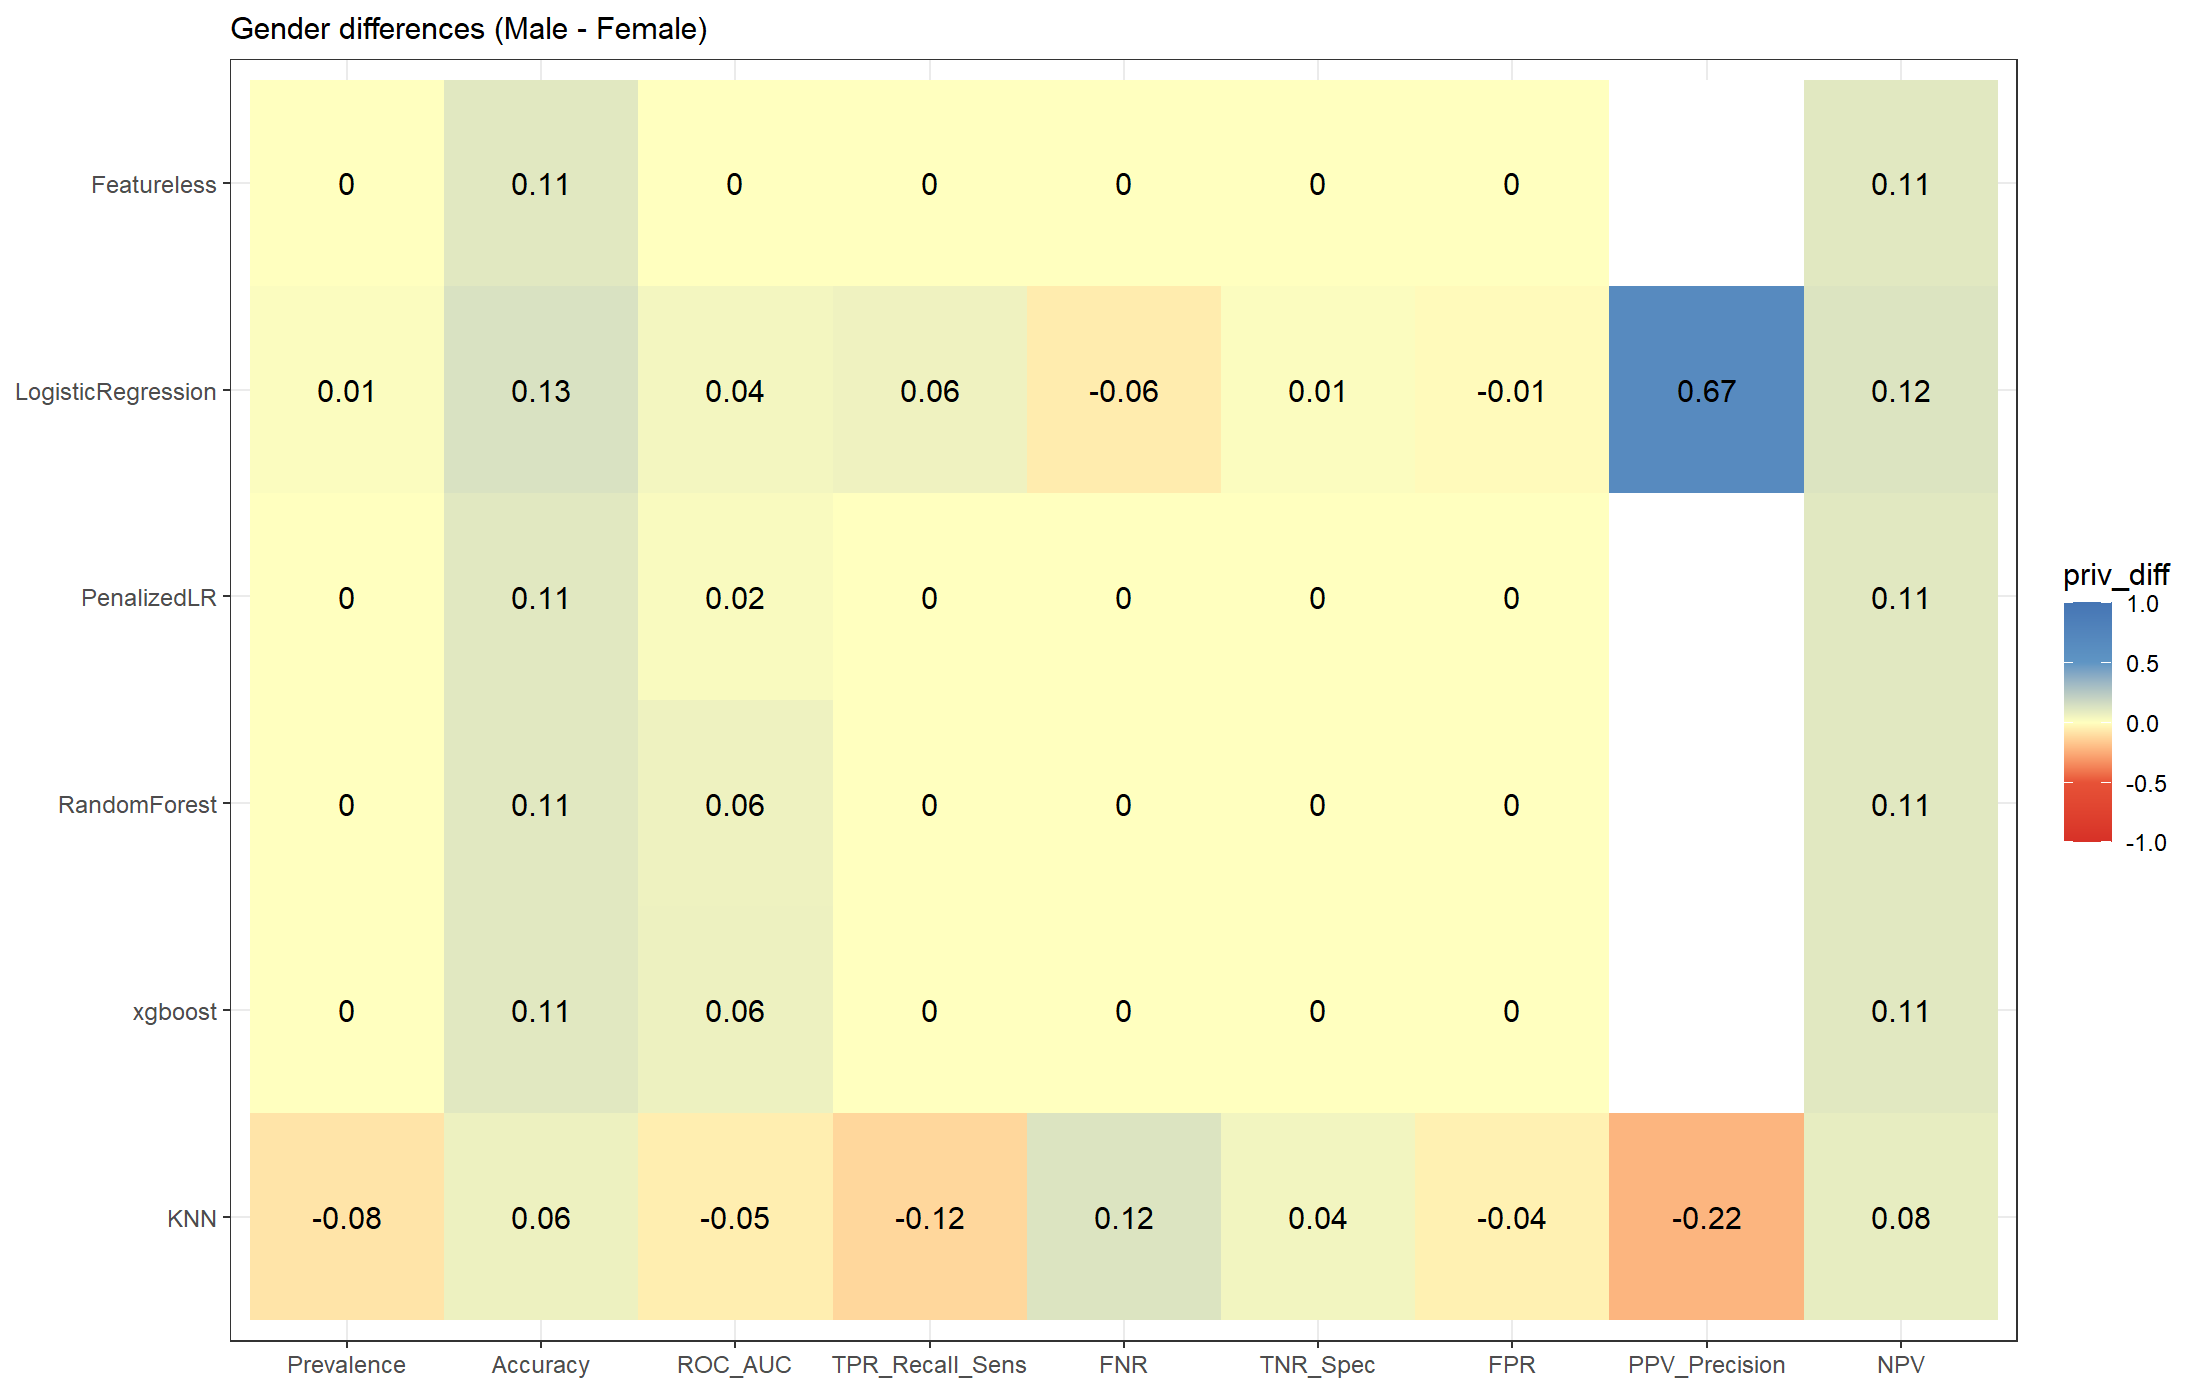 Gender differences (Male - Female)
Featureless 0 0.11 0 0 0 0 0 0.11
LogisticRegression 0.01 0.13 0.04 0.06 -0.06 0.01 -0.01 0.67 0.12
PenalizedLR 0 0.11 0.02 0 0 0 0 0.11
RandomForest 0 0.11 0.06 0 0 0 0 0.11
xgboost 0 0.11 0.06 0 0 0 0 0.11
KNN -0.08 0.06 -0.05 -0.12 0.12 0.04 -0.04 -0.22 0.08
Prevalence Accuracy ROC_AUC TPR_Recall_Sens FNR TNR_Spec FPR PPV_Precision NPV
priv_diff
1.0
0.5
0.0
-0.5
-1.0